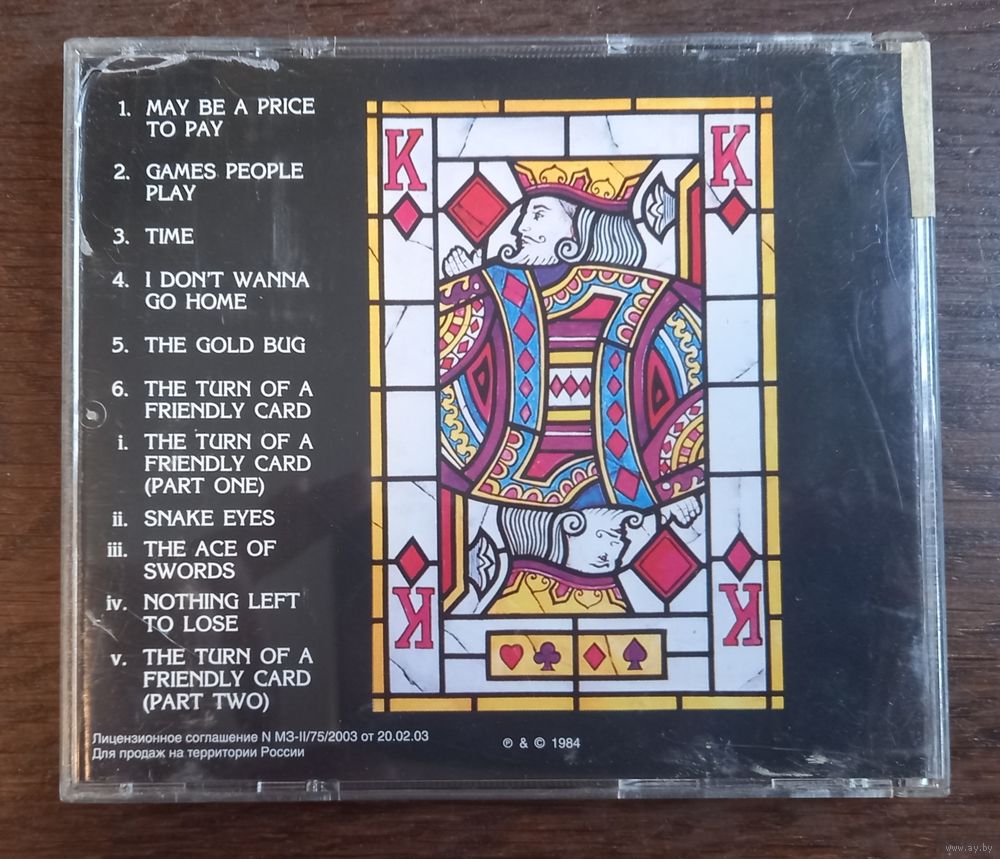 1. MAY BE A PRICE
TO PAY
2. GAMES PEOPLE
PLAY
3. TIME
4. I DON'T WANNA
GO HOME
5. THE GOLD BUG
6. THE TURN OF A
FRIENDLY CARD
i. THE TURN OF A
FRIENDLY CARD
(PART ONE)
ii. SNAKE EYES
iii. THE ACE OF
SWORDS
iv. NOTHING LEFT
TO LOSE
v. THE TURN OF A
FRIENDLY CARD
(PART TWO)
K K
K K
Лицензионное соглашение N МЗ-II/75/2003 от 20.02.03
Для продаж на территории России
℗ & © 1984
www.ay.by